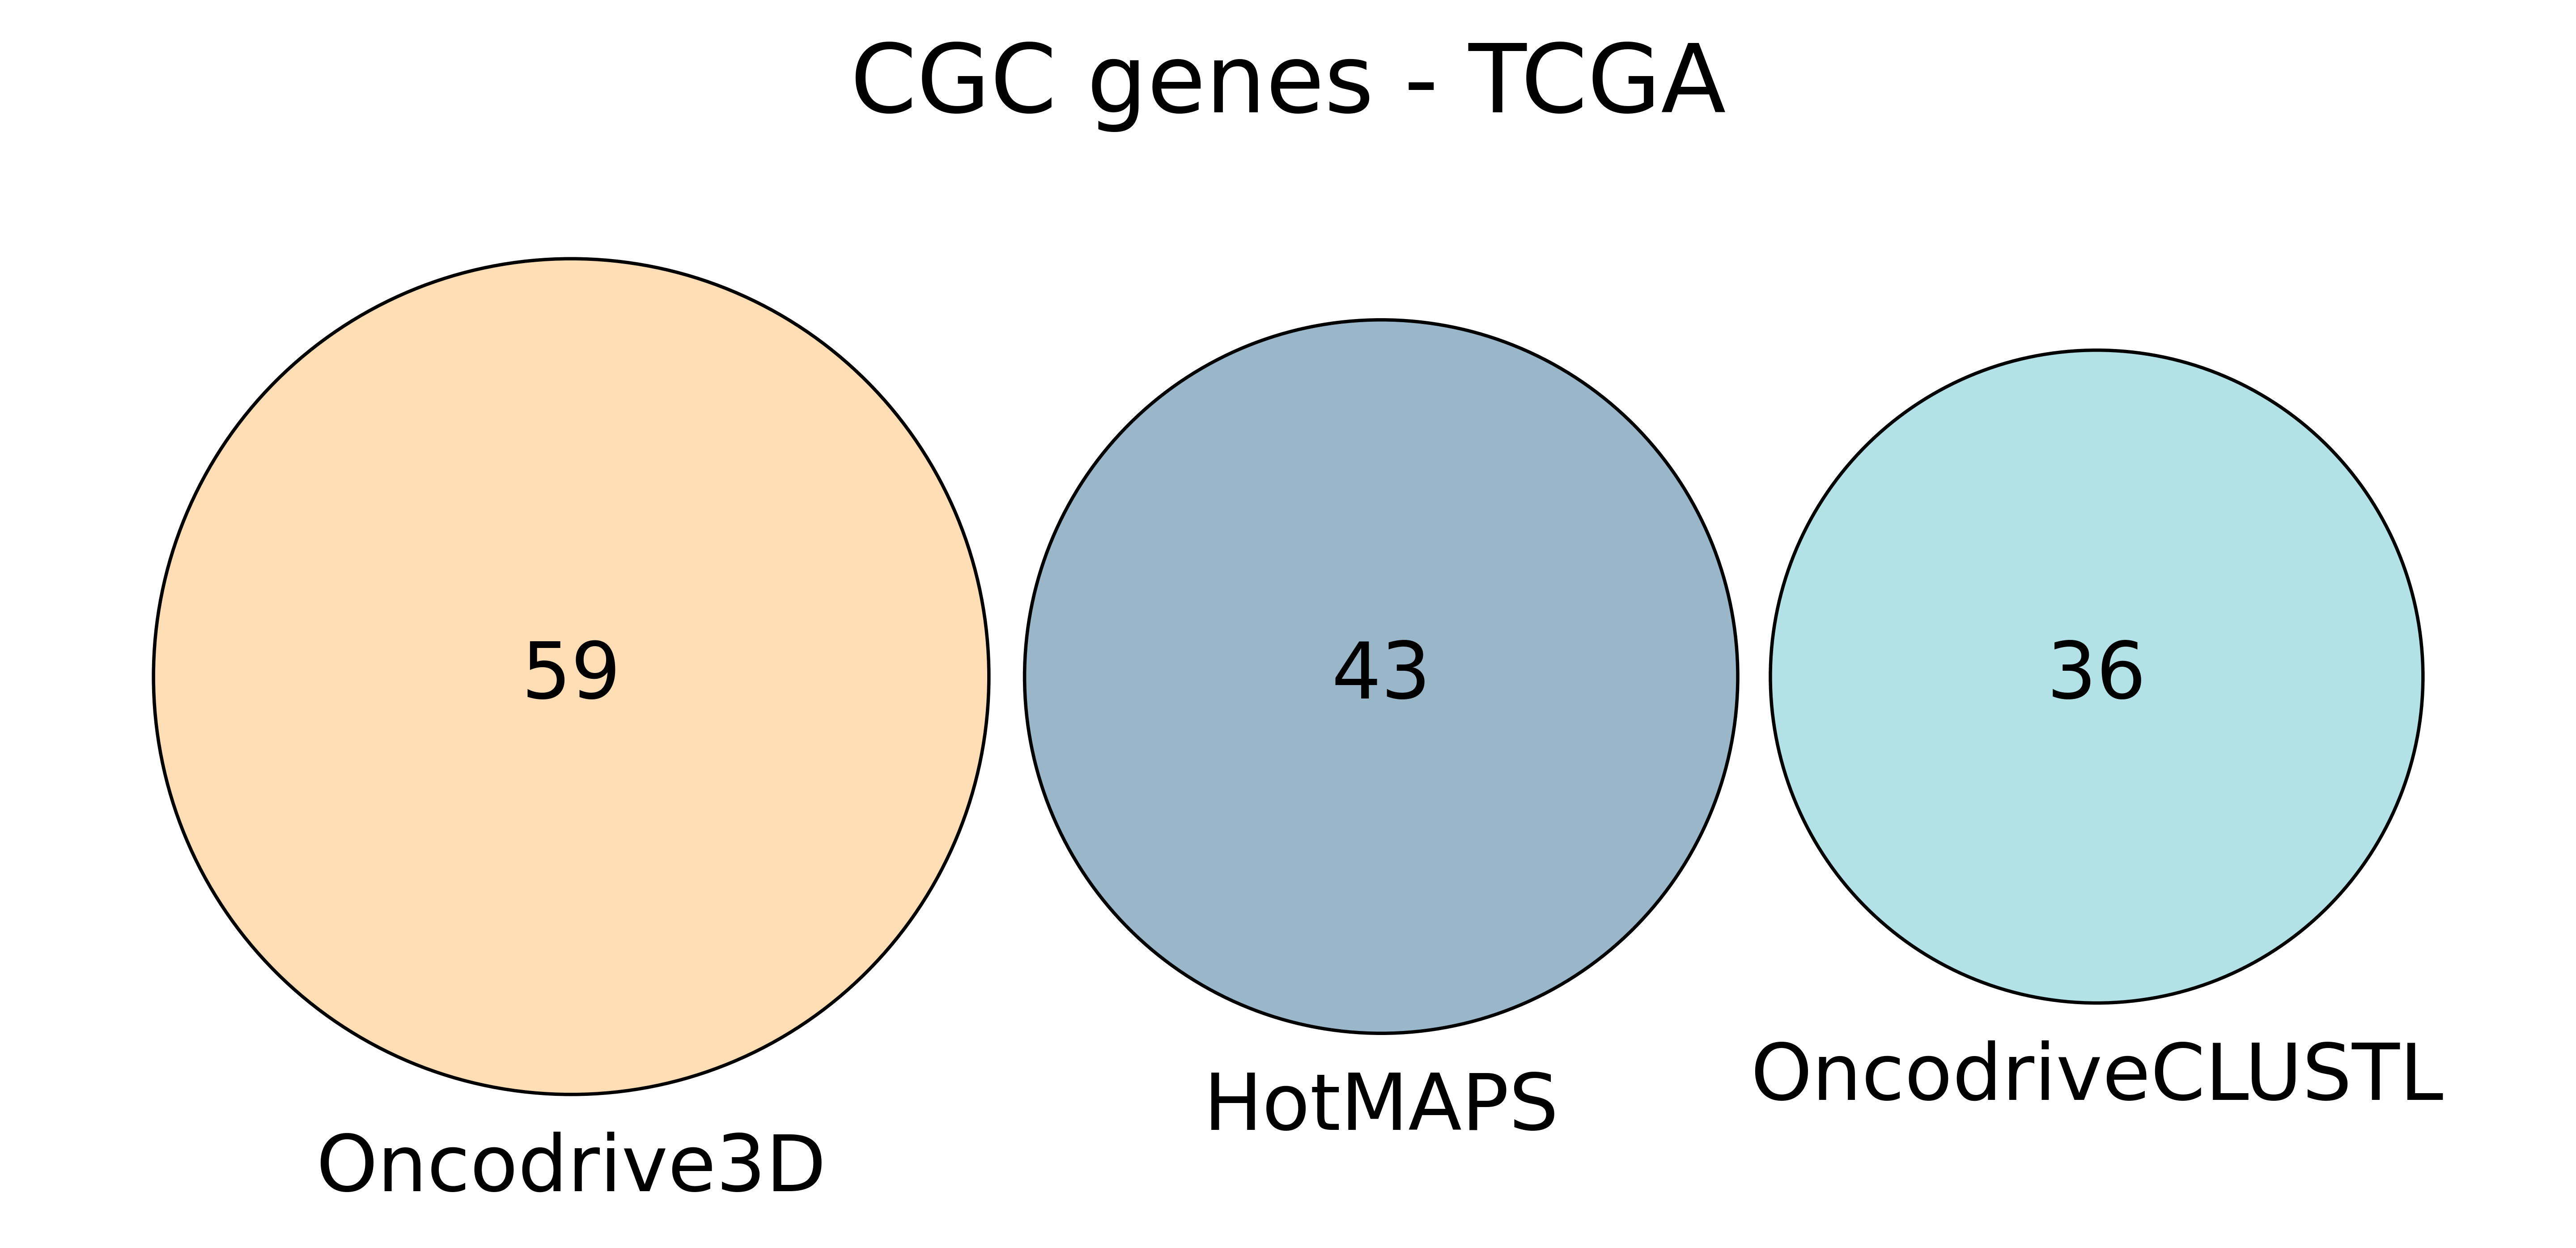 CGC genes - TCGA
59
43
36
Oncodrive3D
HotMAPS
OncodriveCLUSTL